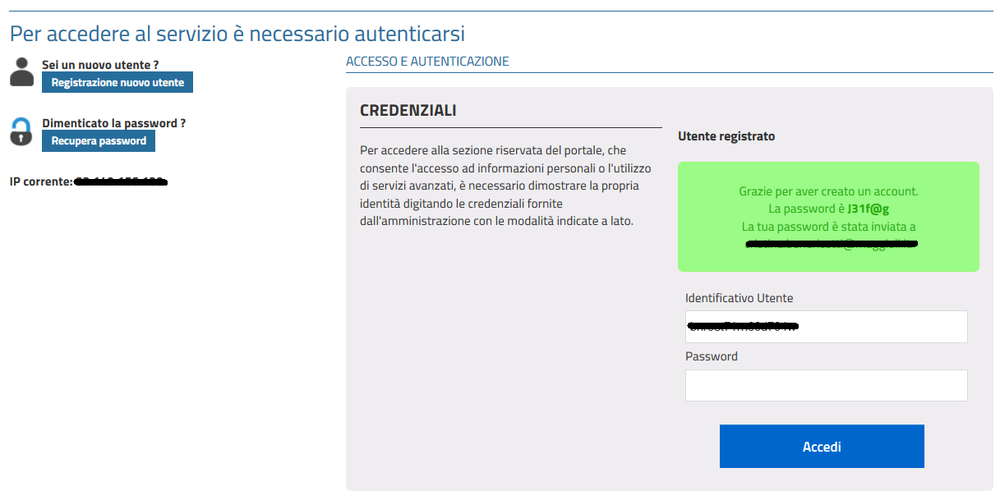 Per accedere al servizio è necessario autenticarsi
Sei un nuovo utente ?
Registrazione nuovo utente
Dimenticato la password ?
Recupera password
IP corrente:
ACCESSO E AUTENTICAZIONE
CREDENZIALI
Per accedere alla sezione riservata del portale, che
consente l'accesso ad informazioni personali o l'utilizzo
di servizi avanzati, è necessario dimostrare la propria
identità digitando le credenziali fornite
dall'amministrazione con le modalità indicate a lato.
Utente registrato
Grazie per aver creato un account.
La password è J31f@g
La tua password è stata inviata a
Identificativo Utente
Password
Accedi